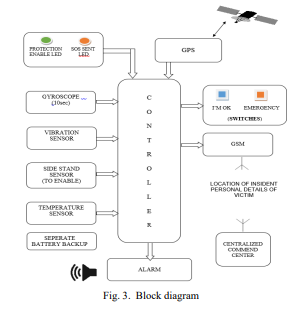 PROTECTION
ENABLE LED
SOS SENT
LED
GPS
GYROSCOPE
(10sec)
VIBRATION
SENSOR
SIDE STAND
SENSOR
(TO ENABLE)
TEMPERATURE
SENSOR
SEPERATE
BATTERY BACKUP
C
O
N
T
R
O
L
L
E
R
I'M OK
EMERGENCY
(SWITCHES)
GSM
LOCATION OF INSIDENT
PERSONAL DETAILS OF
VICTIM
CENTRALIZED
COMMEND
CENTER
ALARM
Fig. 3. Block diagram